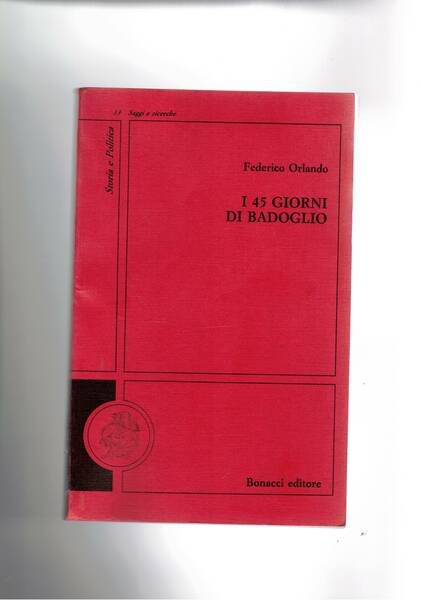 13 Saggi e ricerche
Storia e Politica
Federico Orlando
I 45 GIORNI
DI BADOGLIO
Bonacci editore